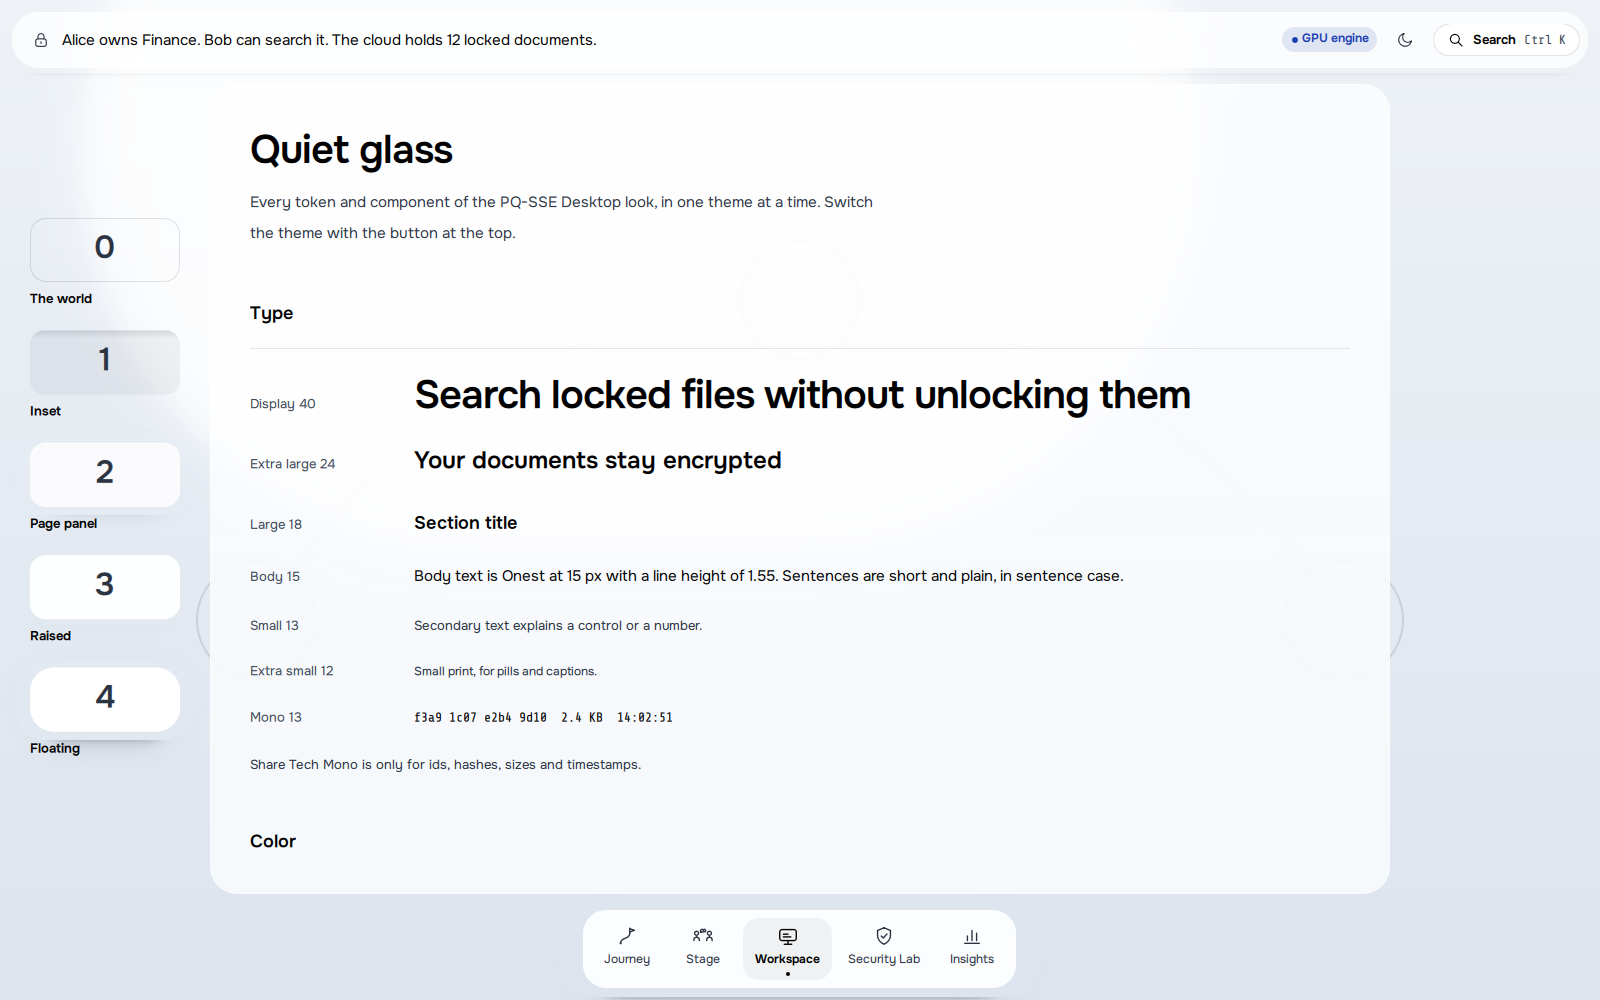 Alice owns Finance. Bob can search it. The cloud holds 12 locked documents.
GPU engine
Search Ctrl K
0
The world
1
Inset
2
Page panel
3
Raised
4
Floating
Quiet glass
Every token and component of the PQ-SSE Desktop look, in one theme at a time. Switch
the theme with the button at the top.
Type
Display 40 Search locked files without unlocking them
Extra large 24 Your documents stay encrypted
Large 18 Section title
Body 15 Body text is Onest at 15 px with a line height of 1.55. Sentences are short and plain, in sentence case.
Small 13 Secondary text explains a control or a number.
Extra small 12 Small print, for pills and captions.
Mono 13 f3a9 1c07 e2b4 9d10 2.4 KB 14:02:51
Share Tech Mono is only for ids, hashes, sizes and timestamps.
Color
Journey Stage Workspace Security Lab Insights